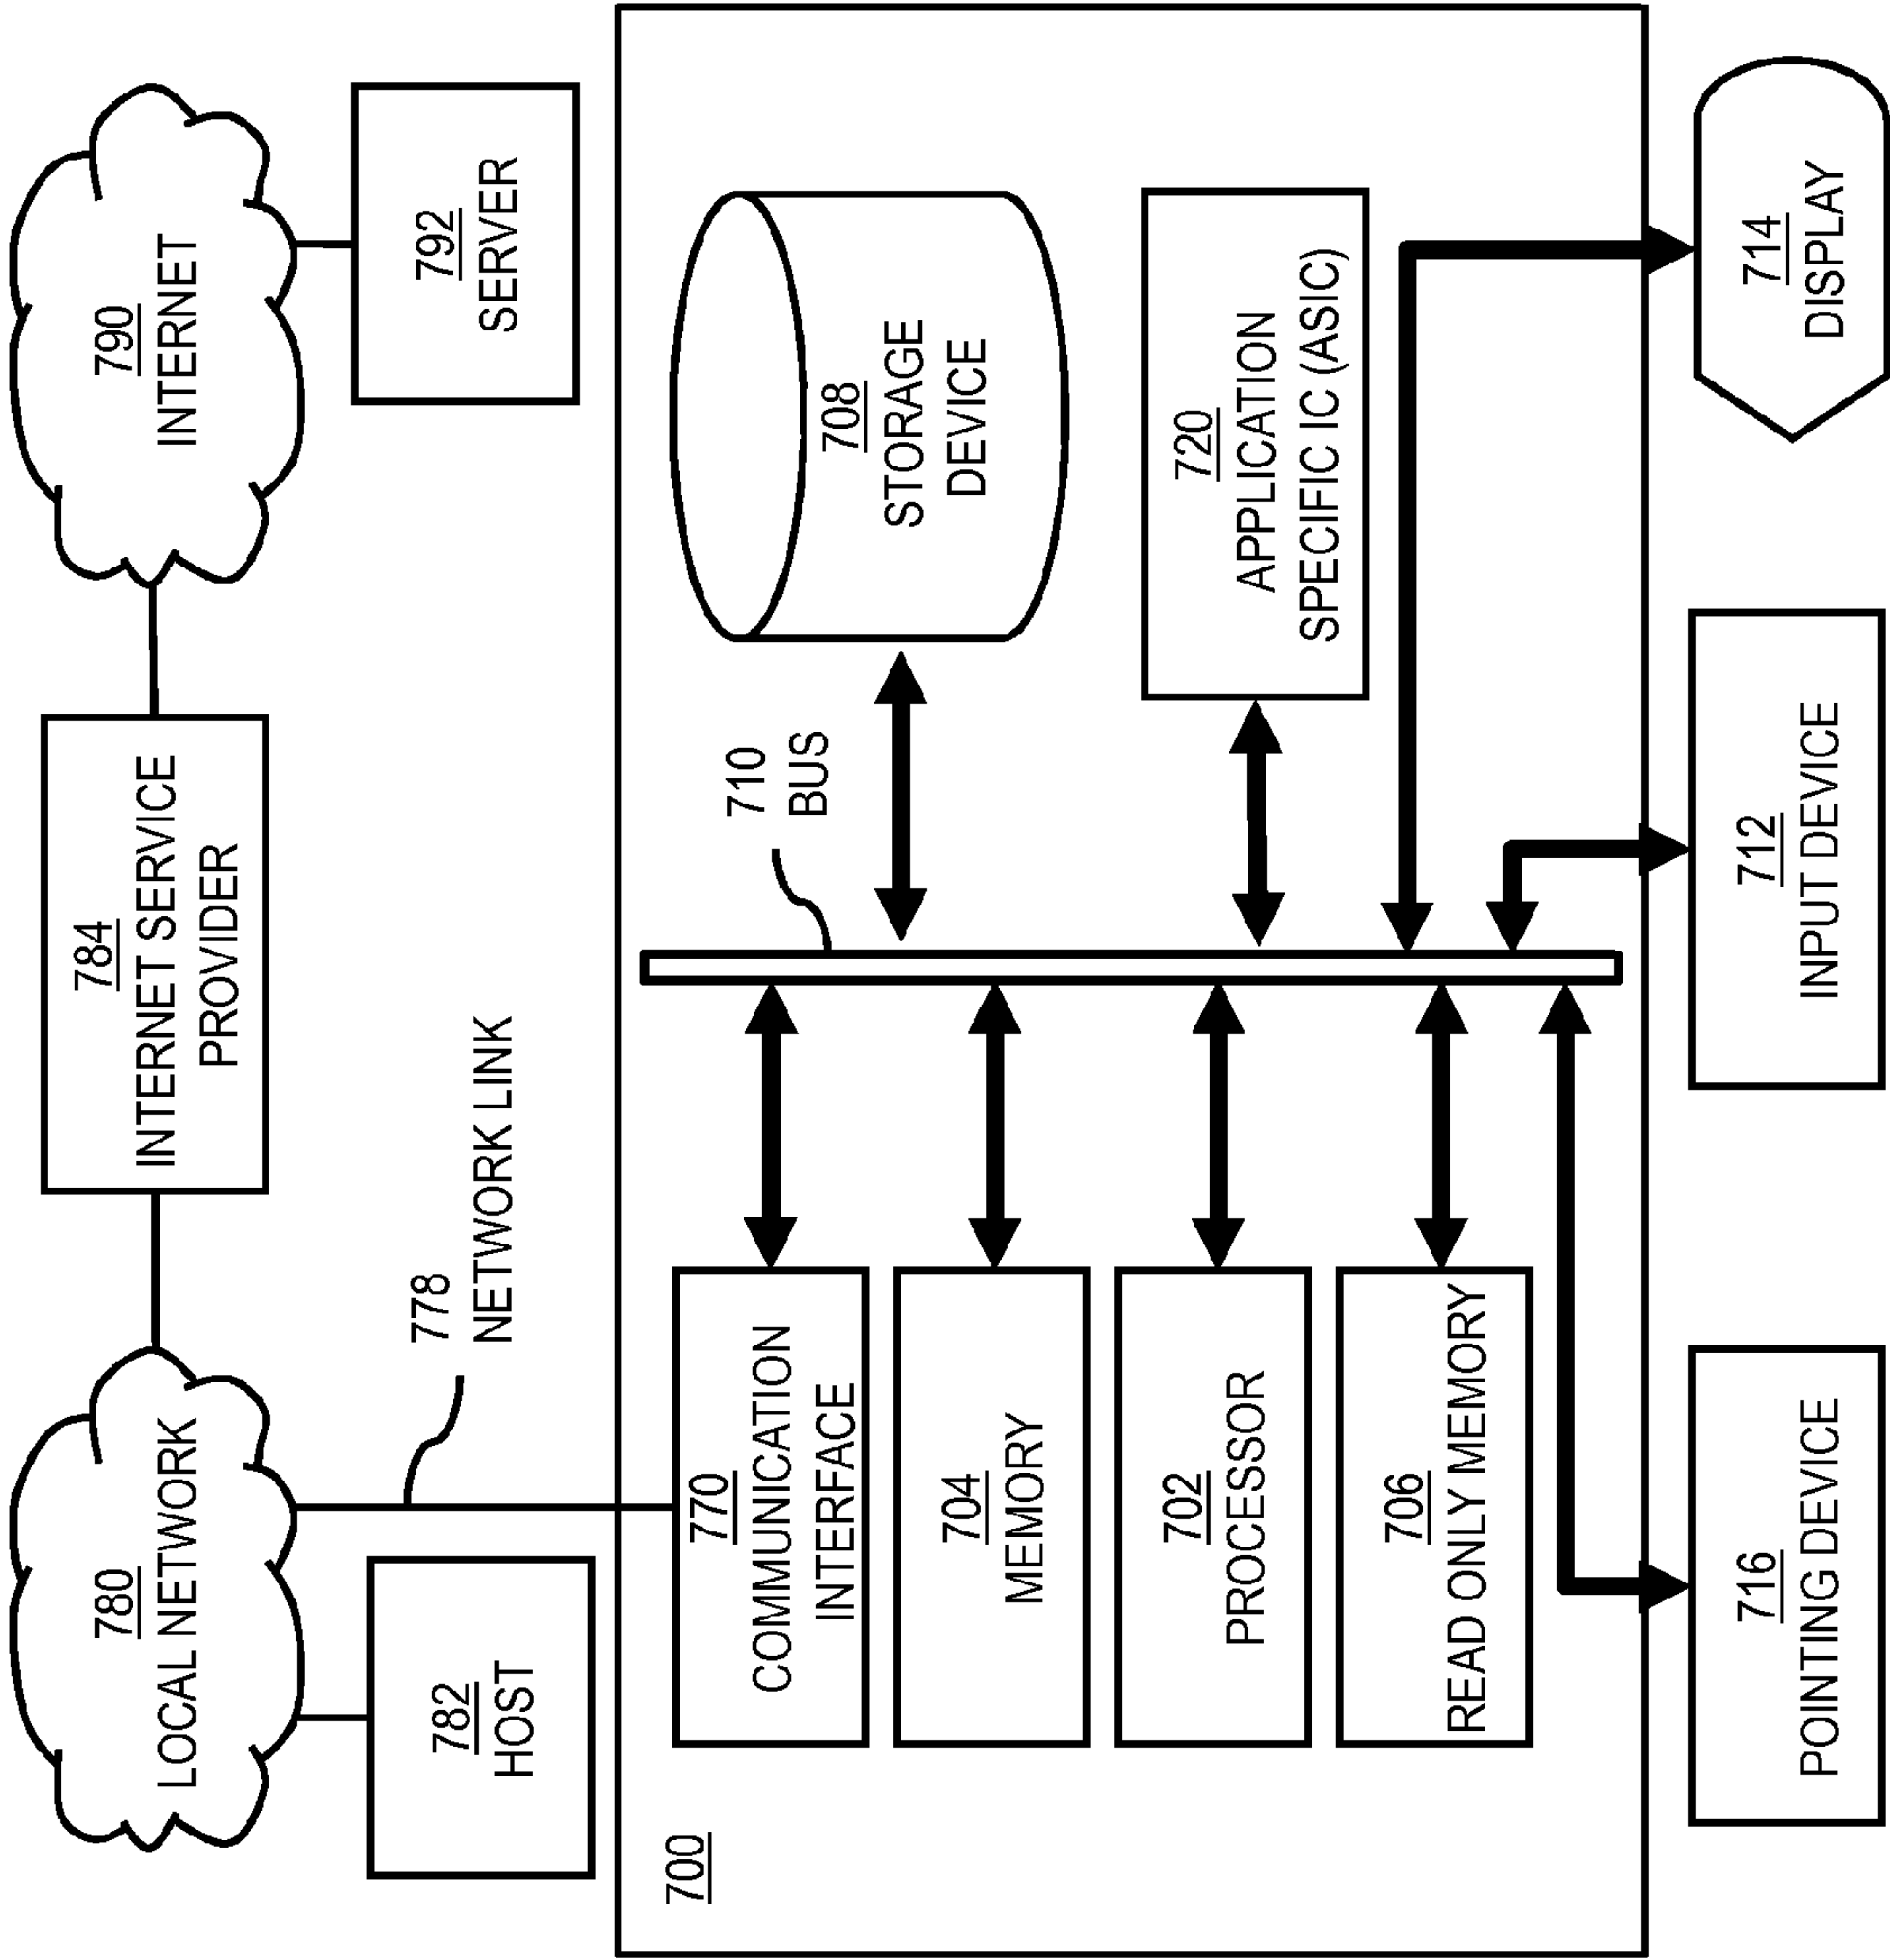 780
LOCAL NETWORK
784
INTERNET SERVICE
PROVIDER
790
INTERNET
782
HOST
778
NETWORK LINK
792
SERVER
700
770
COMMUNICATION
INTERFACE
710
BUS
708
STORAGE
DEVICE
704
MEMORY
702
PROCESSOR
720
APPLICATION
SPECIFIC IC (ASIC)
706
READ ONLY MEMORY
716
POINTING DEVICE
712
INPUT DEVICE
714
DISPLAY